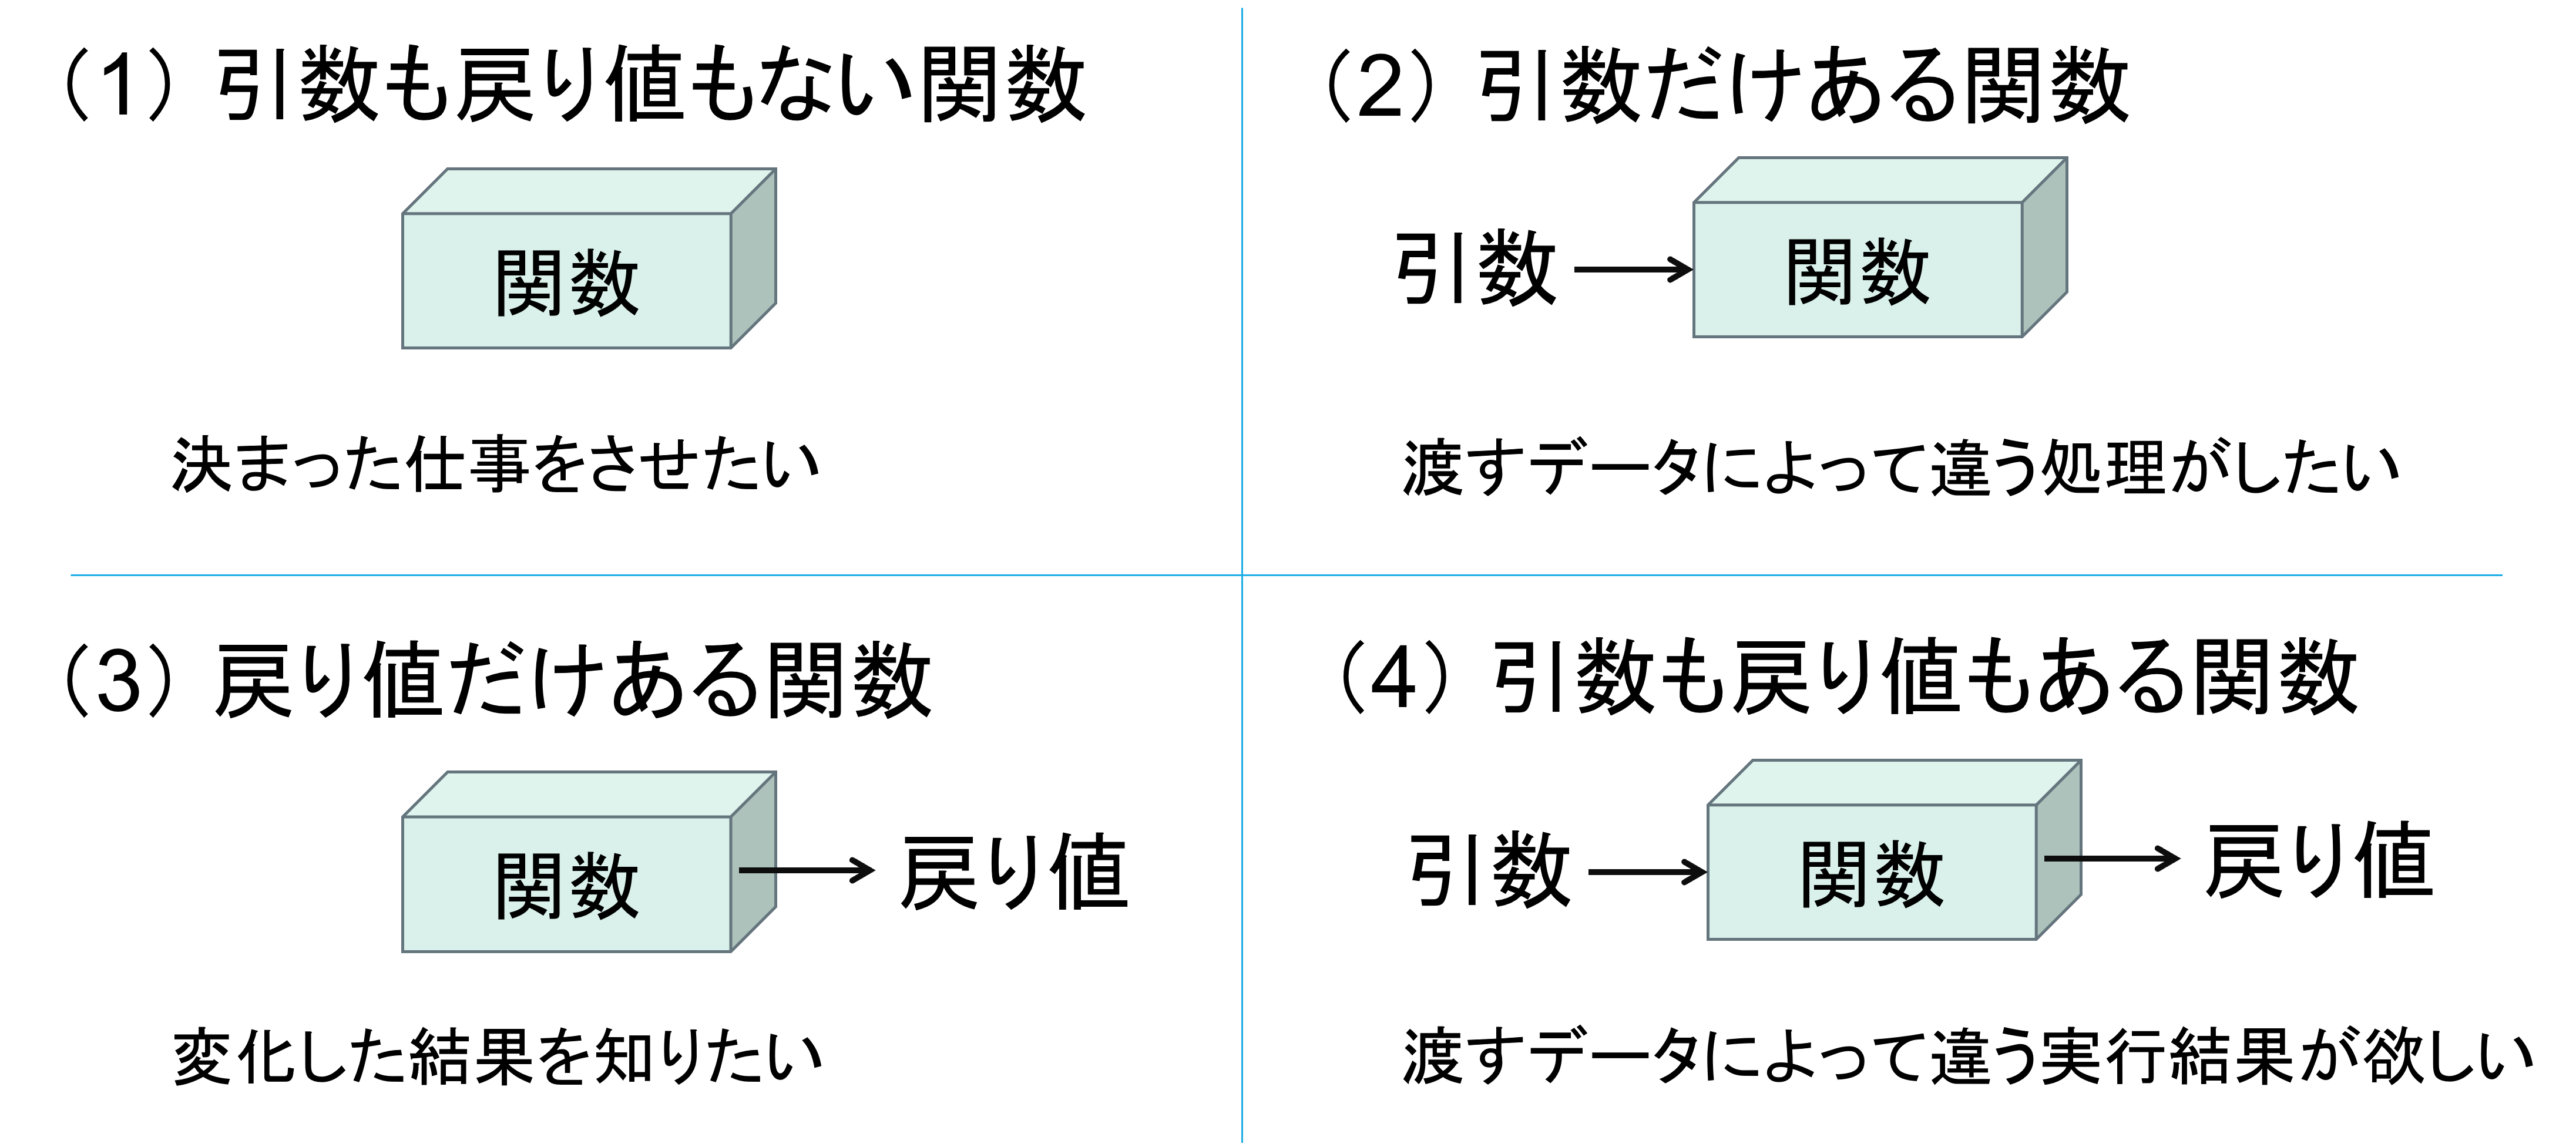 （1）引数も戻り値もない関数
関数
決まった仕事をさせたい
（2）引数だけある関数
引数
関数
渡すデータによって違う処理がしたい
（3）戻り値だけある関数
関数
戻り値
変化した結果を知りたい
（4）引数も戻り値もある関数
引数
関数
戻り値
渡すデータによって違う実行結果が欲しい